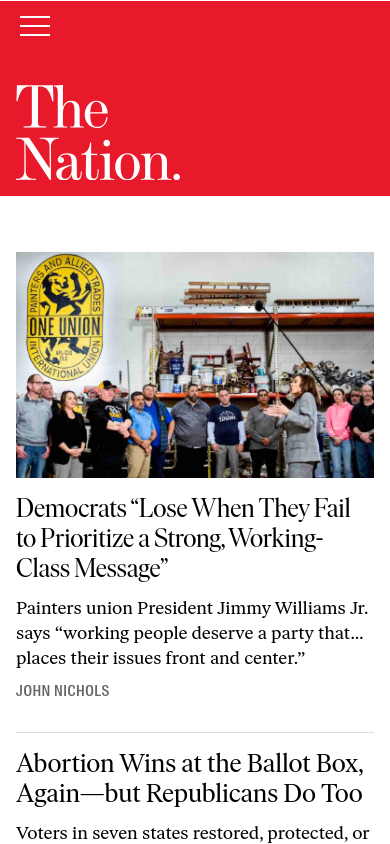 The
Nation.
PAINTERS AND ALLIED TRADES
ONE UNION
AFL-CIO CLC
INTERNATIONAL UNION
Democrats “Lose When They Fail
to Prioritize a Strong, Working-
Class Message”
Painters union President Jimmy Williams Jr.
says “working people deserve a party that…
places their issues front and center.”
JOHN NICHOLS
Abortion Wins at the Ballot Box,
Again—but Republicans Do Too
Voters in seven states restored, protected, or